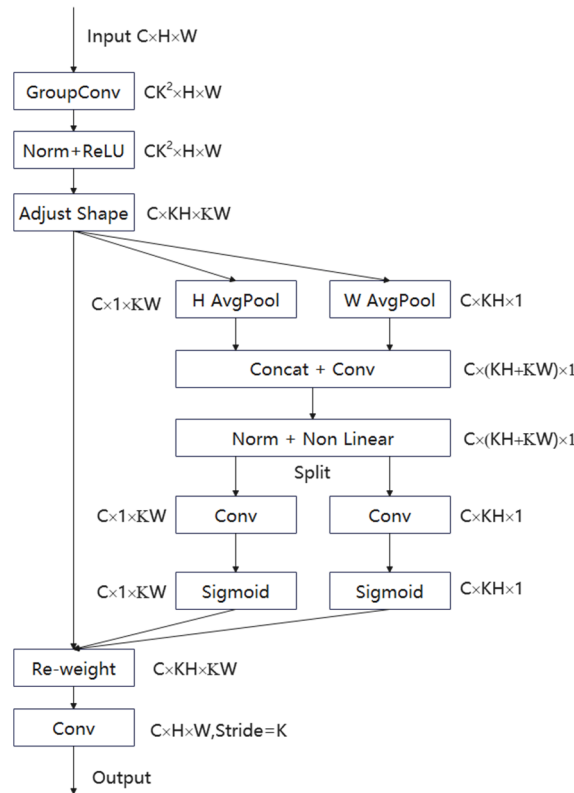 Input C×H×W
GroupConv CK²×H×W
Norm+ReLU CK²×H×W
Adjust Shape C×KH×KW
C×1×KW H AvgPool W AvgPool C×KH×1
Concat + Conv C×(KH+KW)×1
Norm + Non Linear C×(KH+KW)×1
Split
C×1×KW Conv Conv C×KH×1
C×1×KW Sigmoid Sigmoid C×KH×1
Re-weight C×KH×KW
Conv C×H×W,Stride=K
Output